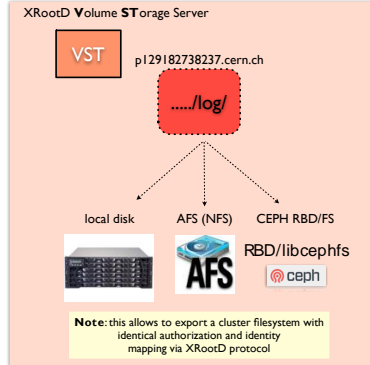 XRootD Volume STorage Server
VST
p129182738237.cern.ch
...../log/
local disk
AFS (NFS)
CEPH RBD/FS
AFS
RBD/libcephfs
ceph
Note: this allows to export a cluster filesystem with
identical authorization and identity
mapping via XRootD protocol